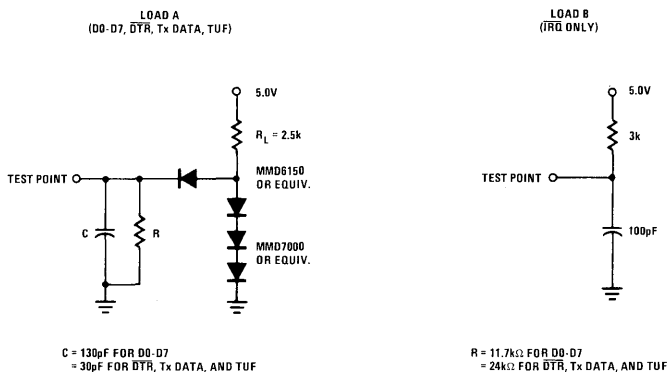 LOAD A
(D0-D7, DTR, Tx DATA, TUF)
LOAD B
(IRQ ONLY)
5.0V
R_L = 2.5k
TEST POINT
MMD6150
OR EQUIV.
C
R
MMD7000
OR EQUIV.
5.0V
3k
TEST POINT
100pF
C = 130pF FOR D0-D7
= 30pF FOR DTR, Tx DATA, AND TUF
R = 11.7kΩ FOR D0-D7
= 24kΩ FOR DTR, Tx DATA, AND TUF